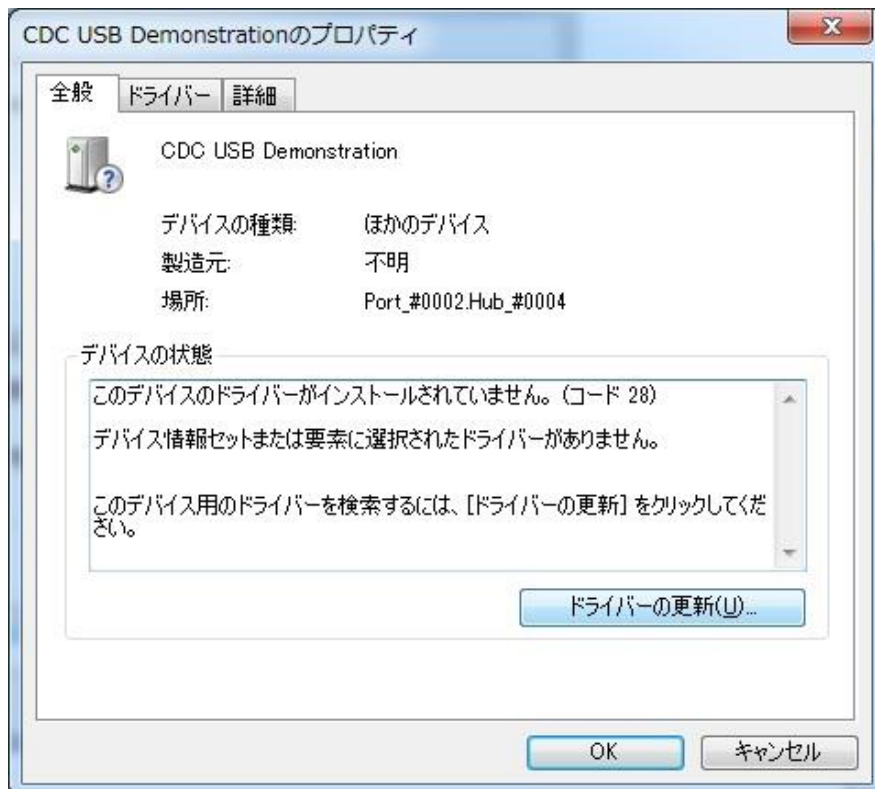 CDC USB Demonstrationのプロパティ
全般 ドライバー 詳細
CDC USB Demonstration
デバイスの種類: ほかのデバイス
製造元: 不明
場所: Port_#0002.Hub_#0004
デバイスの状態
このデバイスのドライバーがインストールされていません。(コード 28)
デバイス情報セットまたは要素に選択されたドライバーがありません。
このデバイス用のドライバーを検索するには、[ドライバーの更新] をクリックしてくだ
さい。
ドライバーの更新(U)...
OK キャンセル